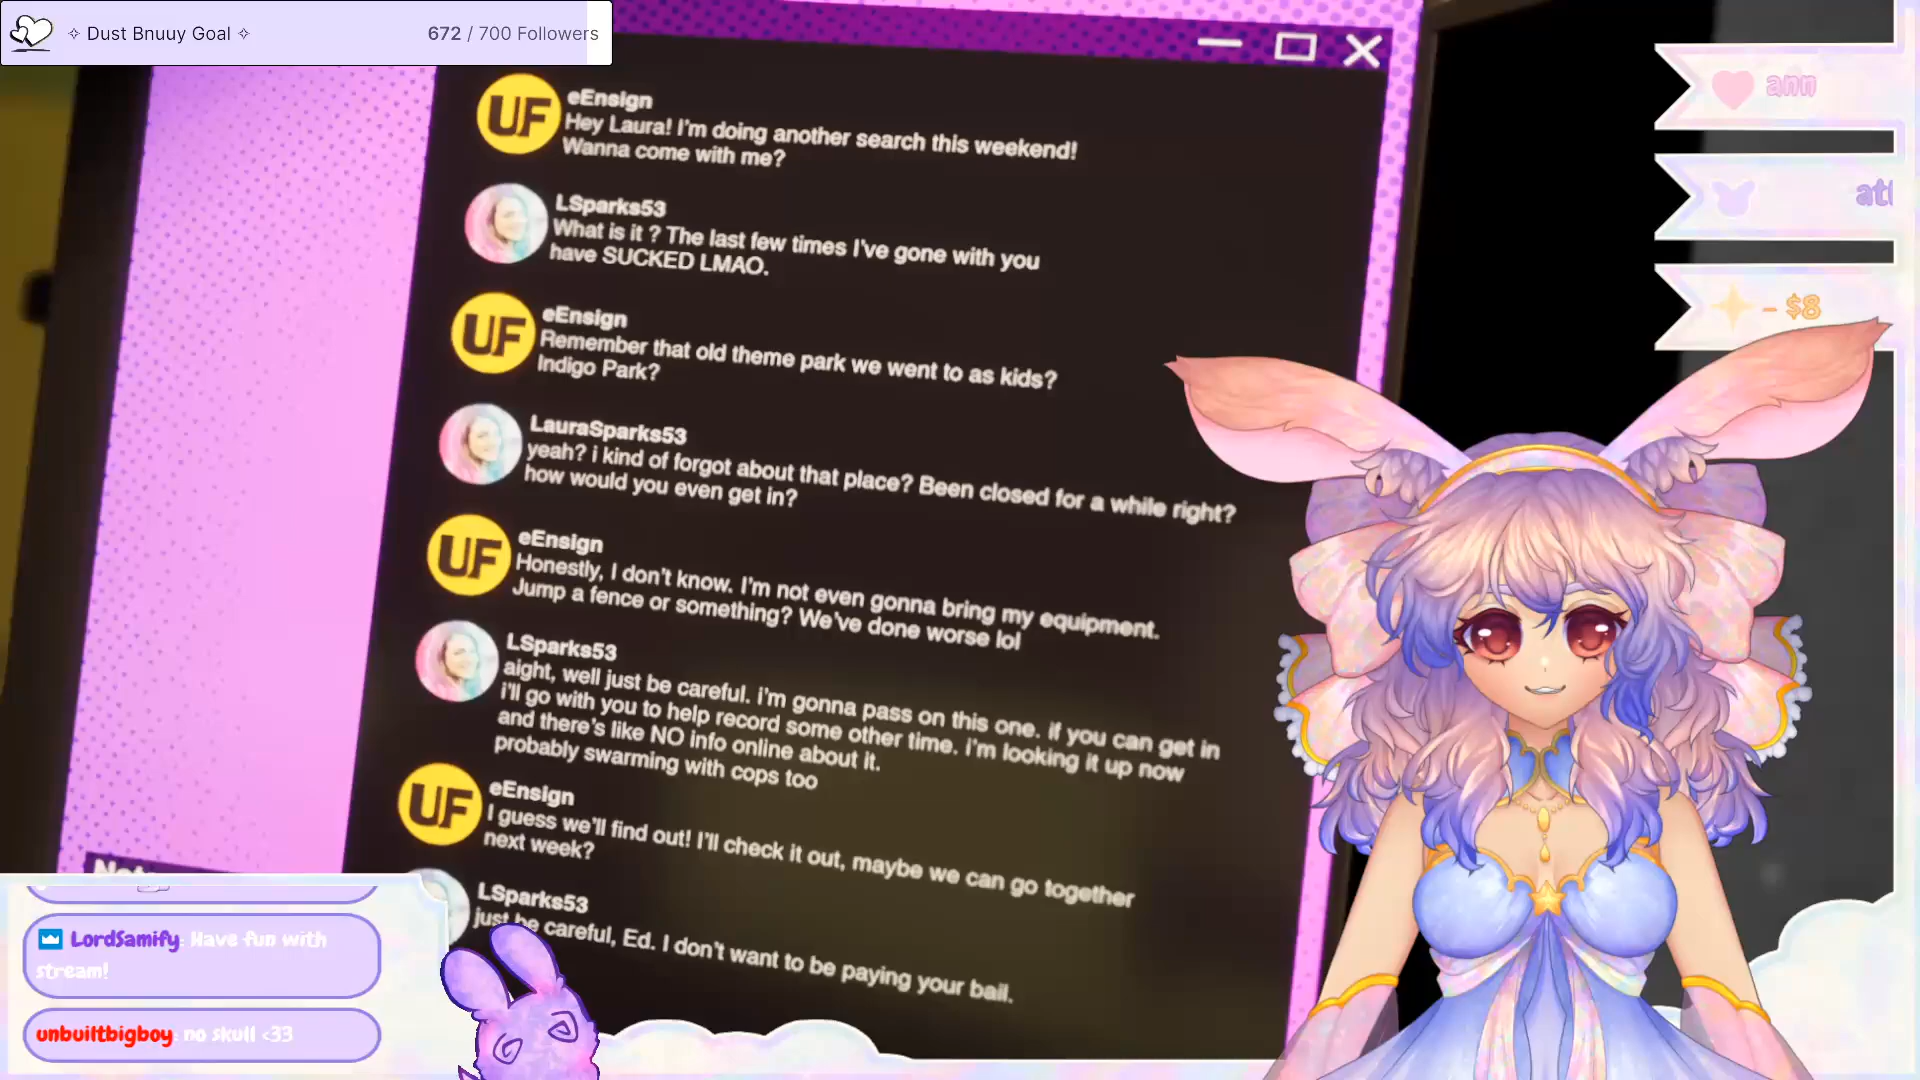 ✧ Dust Bnuuy Goal ✧
672 / 700 Followers
UF
eEnsign
Hey Laura! I'm doing another search this weekend!
Wanna come with me?
LSparks53
What is it ? The last few times I've gone with you
have SUCKED LMAO.
UF
eEnsign
Remember that old theme park we went to as kids?
Indigo Park?
LauraSparks53
yeah? i kind of forgot about that place? Been closed for a while right?
how would you even get in?
UF
eEnsign
Honestly, I don't know. I'm not even gonna bring my equipment.
Jump a fence or something? We've done worse lol
LSparks53
aight, well just be careful. i'm gonna pass on this one. if you can get in
i'll go with you to help record some other time. i'm looking it up now
and there's like NO info online about it.
probably swarming with cops too
UF
eEnsign
I guess we'll find out! I'll check it out, maybe we can go together
next week?
LSparks53
just be careful, Ed. I don't want to be paying your bail.
ann
- $8
LordSamify: Have fun with
stream!
unbuiltbigboy: no skull <33